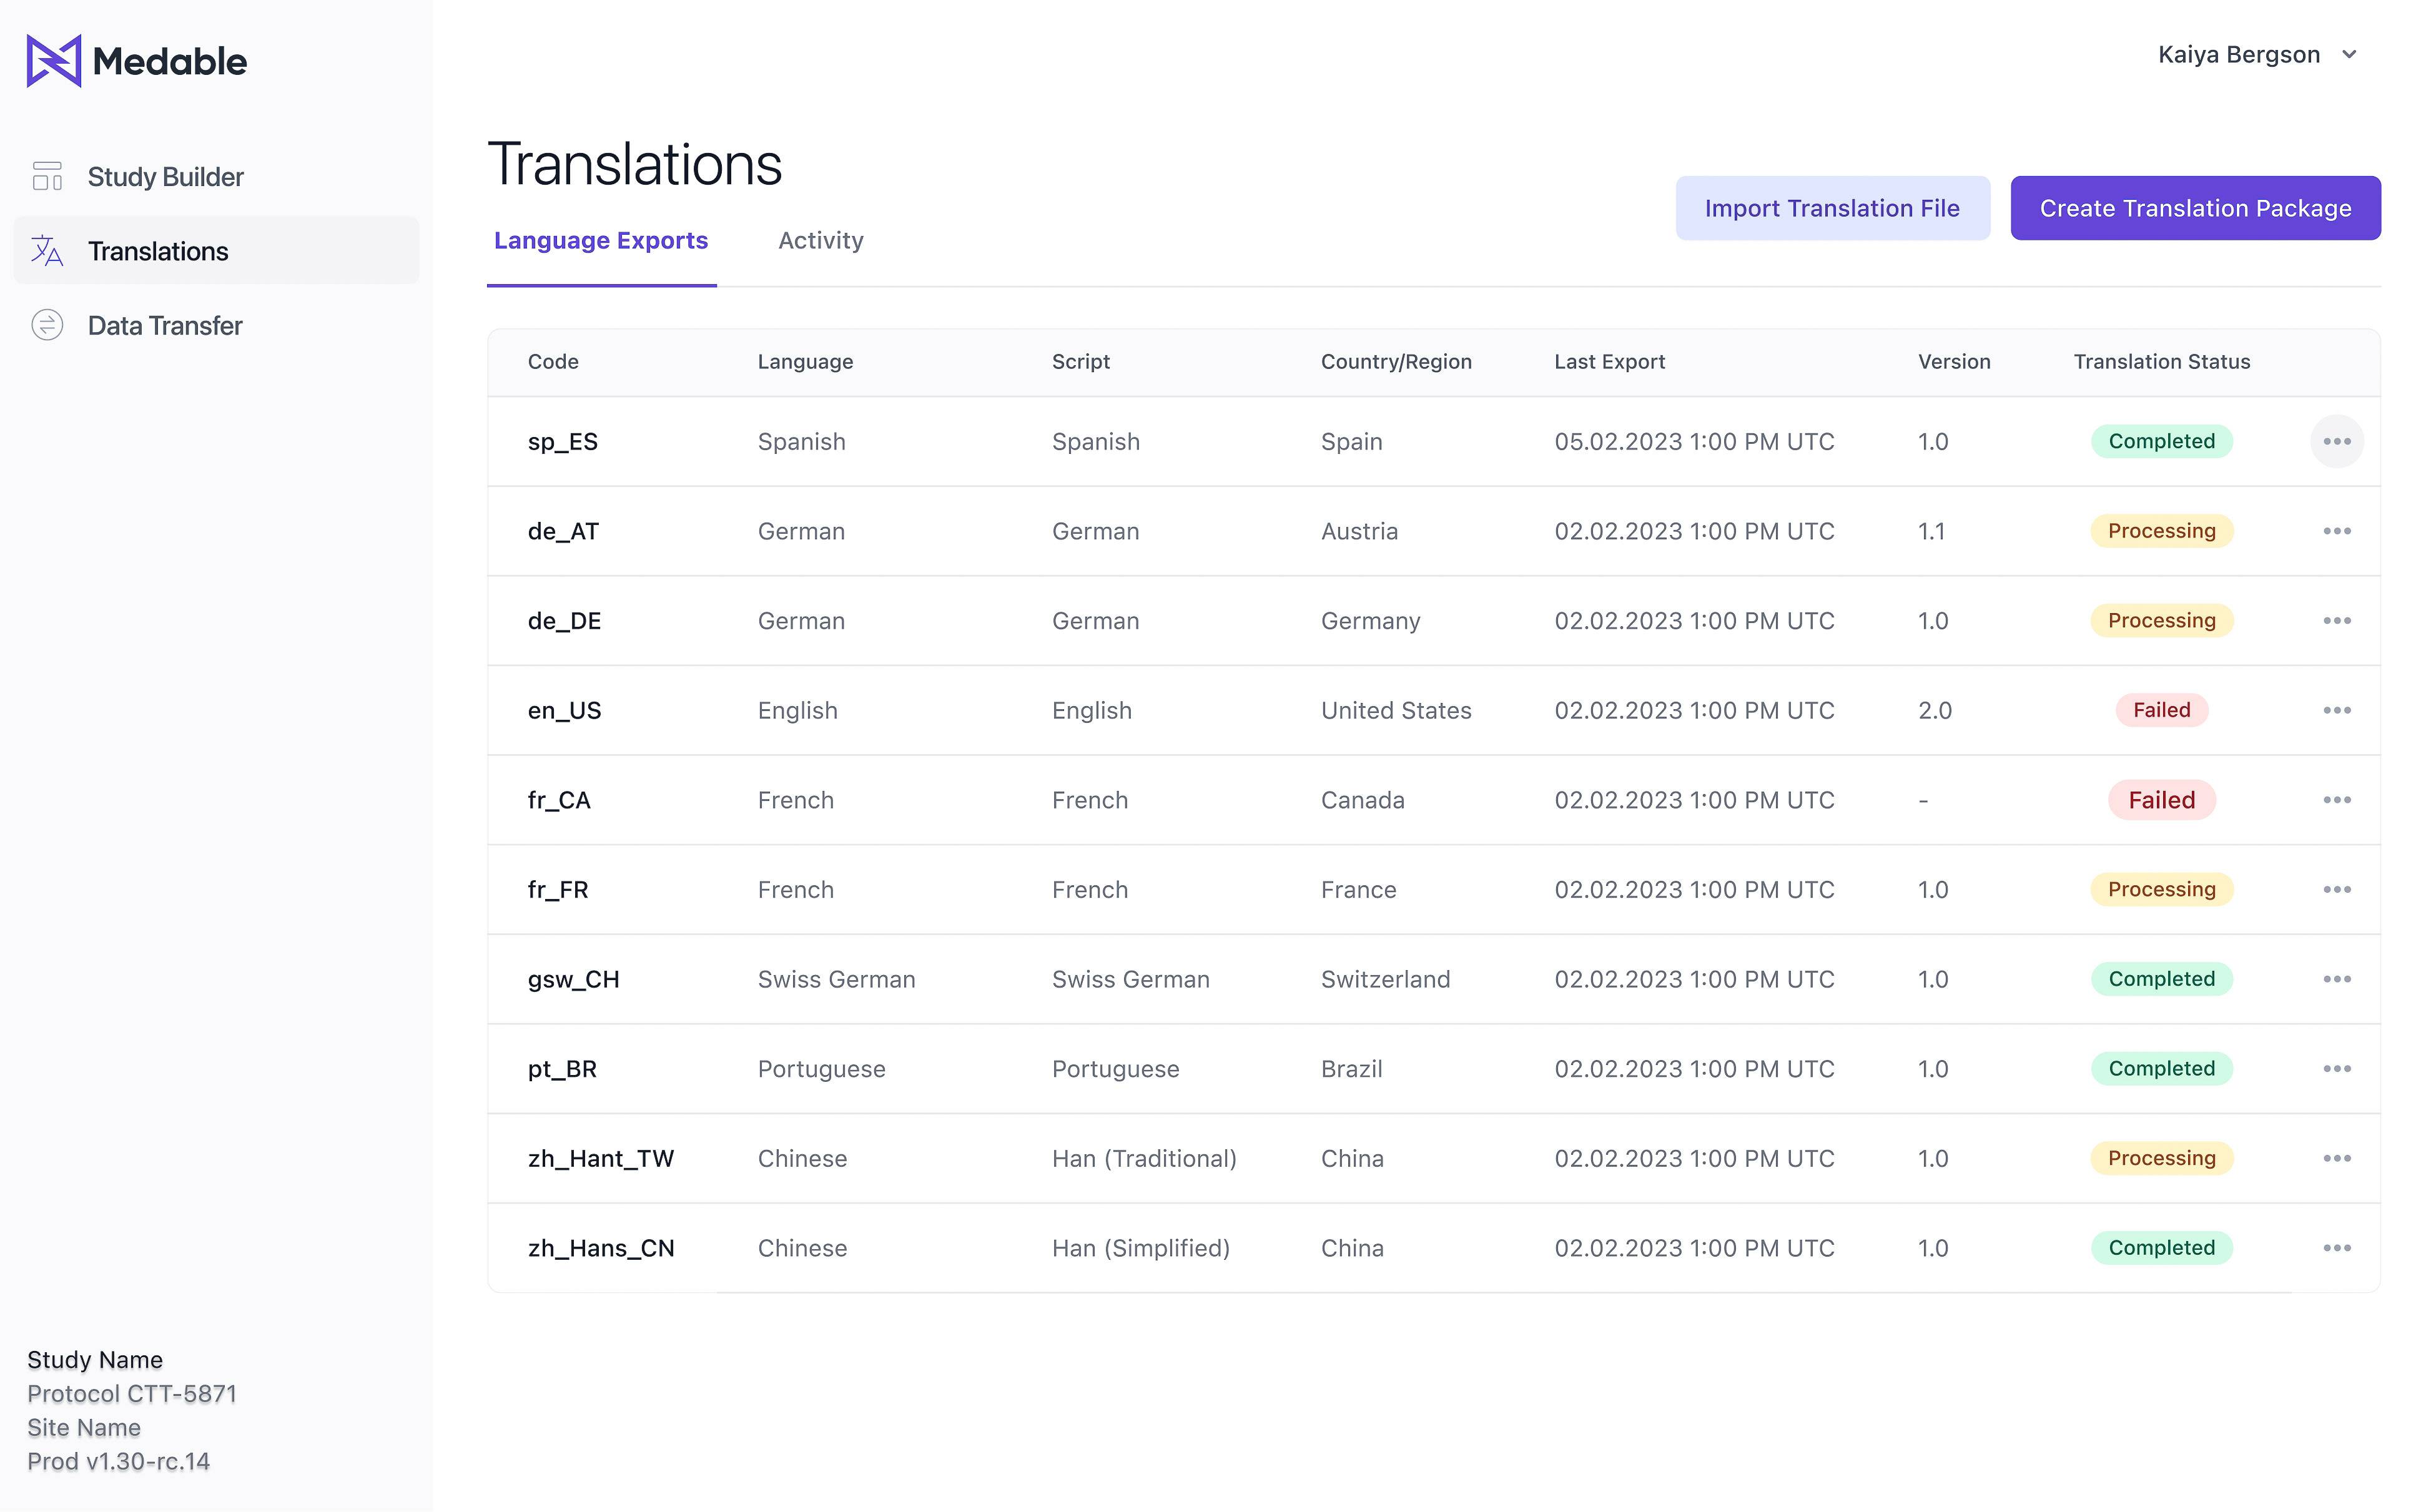 Medable
Kaiya Bergson
Study Builder
Translations
Data Transfer
Translations
Import Translation File
Create Translation Package
Language Exports Activity
Code Language Script Country/Region Last Export Version Translation Status
sp_ES Spanish Spanish Spain 05.02.2023 1:00 PM UTC 1.0 Completed
de_AT German German Austria 02.02.2023 1:00 PM UTC 1.1 Processing
de_DE German German Germany 02.02.2023 1:00 PM UTC 1.0 Processing
en_US English English United States 02.02.2023 1:00 PM UTC 2.0 Failed
fr_CA French French Canada 02.02.2023 1:00 PM UTC - Failed
fr_FR French French France 02.02.2023 1:00 PM UTC 1.0 Processing
gsw_CH Swiss German Swiss German Switzerland 02.02.2023 1:00 PM UTC 1.0 Completed
pt_BR Portuguese Portuguese Brazil 02.02.2023 1:00 PM UTC 1.0 Completed
zh_Hant_TW Chinese Han (Traditional) China 02.02.2023 1:00 PM UTC 1.0 Processing
zh_Hans_CN Chinese Han (Simplified) China 02.02.2023 1:00 PM UTC 1.0 Completed
Study Name
Protocol CTT-5871
Site Name
Prod v1.30-rc.14